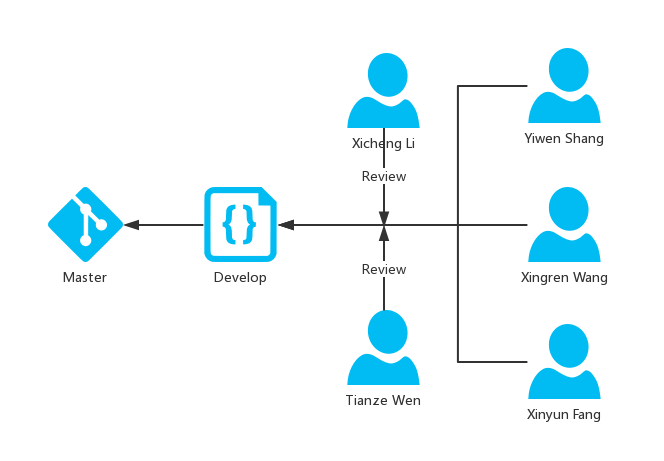 Xicheng Li
Yiwen Shang
Review
Master
Develop
Xingren Wang
Review
Tianze Wen
Xinyun Fang